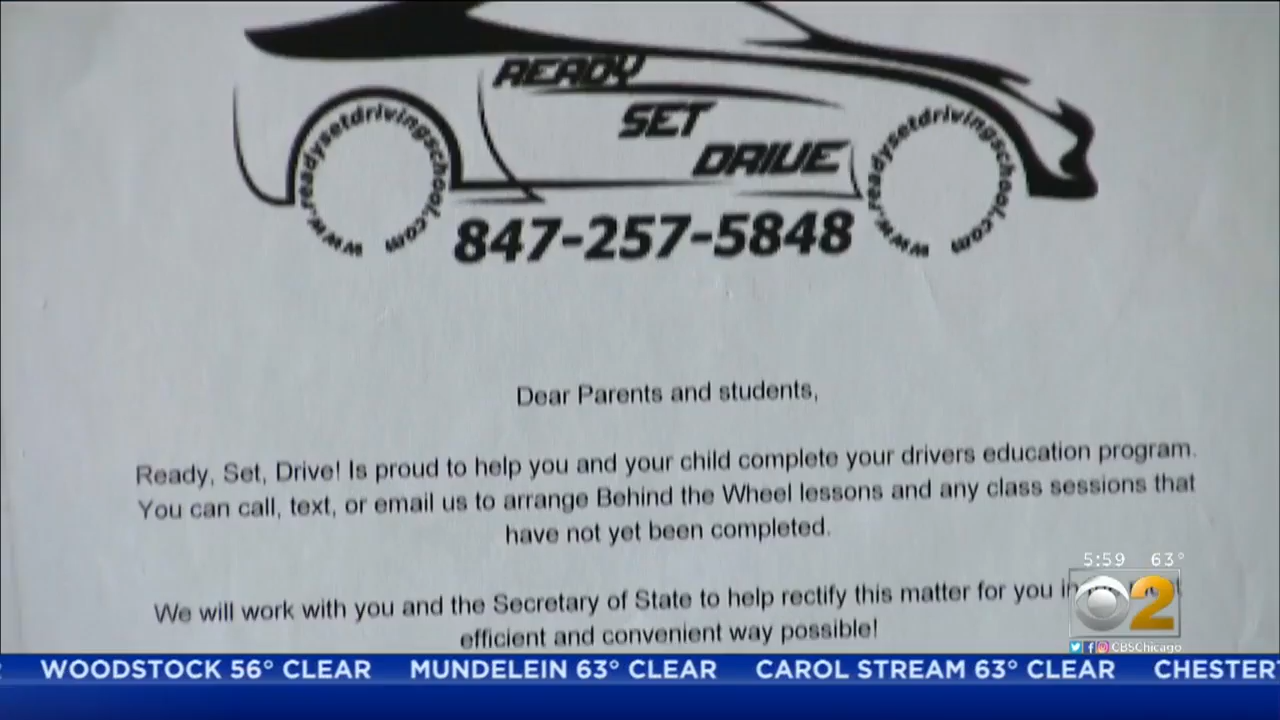 READY
SET
DRIVE
www.readysetdrivingschool.com
www.readysetdrivingschool.com
847-257-5848
Dear Parents and students,
Ready, Set, Drive! Is proud to help you and your child complete your drivers education program.
You can call, text, or email us to arrange Behind the Wheel lessons and any class sessions that
have not yet been completed.
We will work with you and the Secretary of State to help rectify this matter for you
efficient and convenient way possible!
5:59 63°
2
CBSChicago
WOODSTOCK 56° CLEAR MUNDELEIN 63° CLEAR CAROL STREAM 63° CLEAR CHESTER